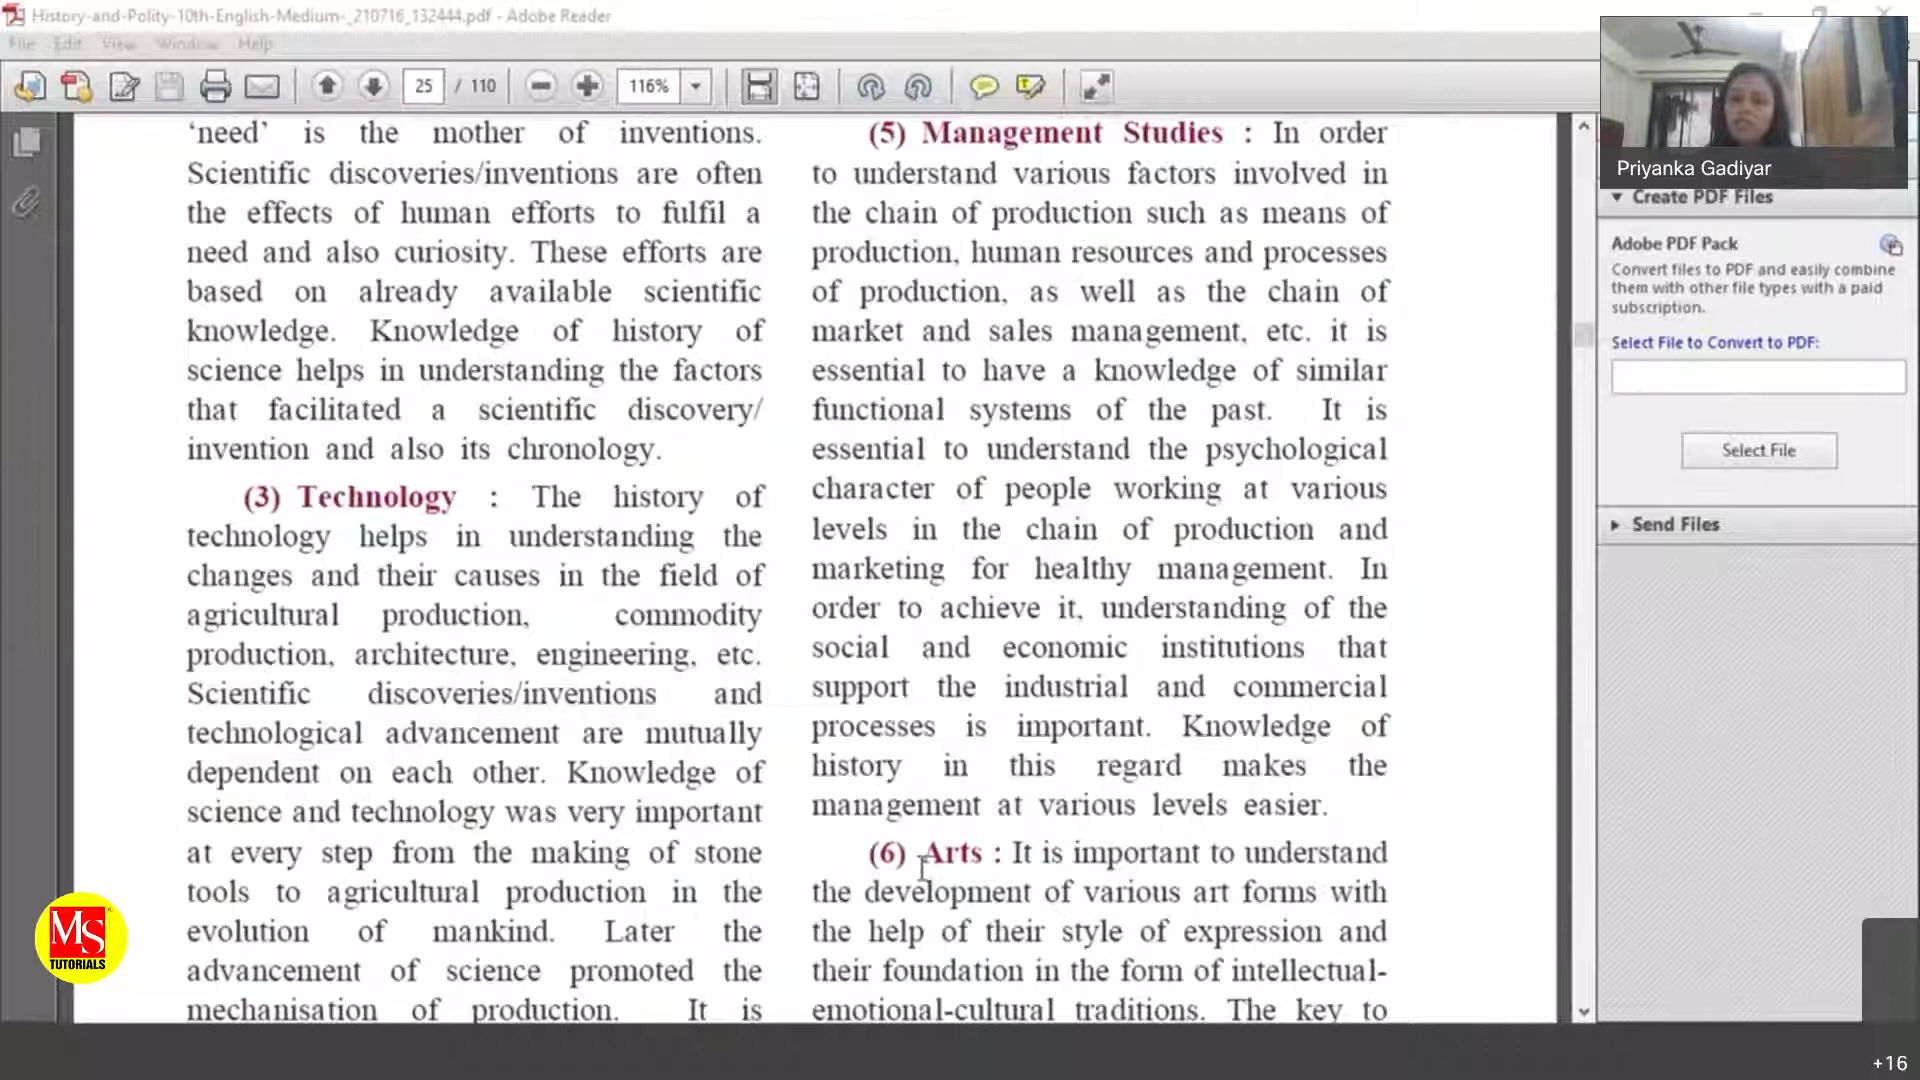 History-and-Polity-10th-English-Medium-_210716_132444.pdf - Adobe Reader
File Edit View Window Help
25 / 110
116%
'need' is the mother of inventions.
Scientific discoveries/inventions are often
the effects of human efforts to fulfil a
need and also curiosity. These efforts are
based on already available scientific
knowledge. Knowledge of history of
science helps in understanding the factors
that facilitated a scientific discovery/
invention and also its chronology.
(3) Technology : The history of
technology helps in understanding the
changes and their causes in the field of
agricultural production, commodity
production, architecture, engineering, etc.
Scientific discoveries/inventions and
technological advancement are mutually
dependent on each other. Knowledge of
science and technology was very important
at every step from the making of stone
tools to agricultural production in the
evolution of mankind. Later the
advancement of science promoted the
mechanisation of production. It is
(5) Management Studies : In order
to understand various factors involved in
the chain of production such as means of
production, human resources and processes
of production, as well as the chain of
market and sales management, etc. it is
essential to have a knowledge of similar
functional systems of the past. It is
essential to understand the psychological
character of people working at various
levels in the chain of production and
marketing for healthy management. In
order to achieve it, understanding of the
social and economic institutions that
support the industrial and commercial
processes is important. Knowledge of
history in this regard makes the
management at various levels easier.
(6) Arts : It is important to understand
the development of various art forms with
the help of their style of expression and
their foundation in the form of intellectual-
emotional-cultural traditions. The key to
Priyanka Gadiyar
Create PDF Files
Adobe PDF Pack
Convert files to PDF and easily combine
them with other file types with a paid
subscription.
Select File to Convert to PDF:
Select File
Send Files
MS
TUTORIALS
+16